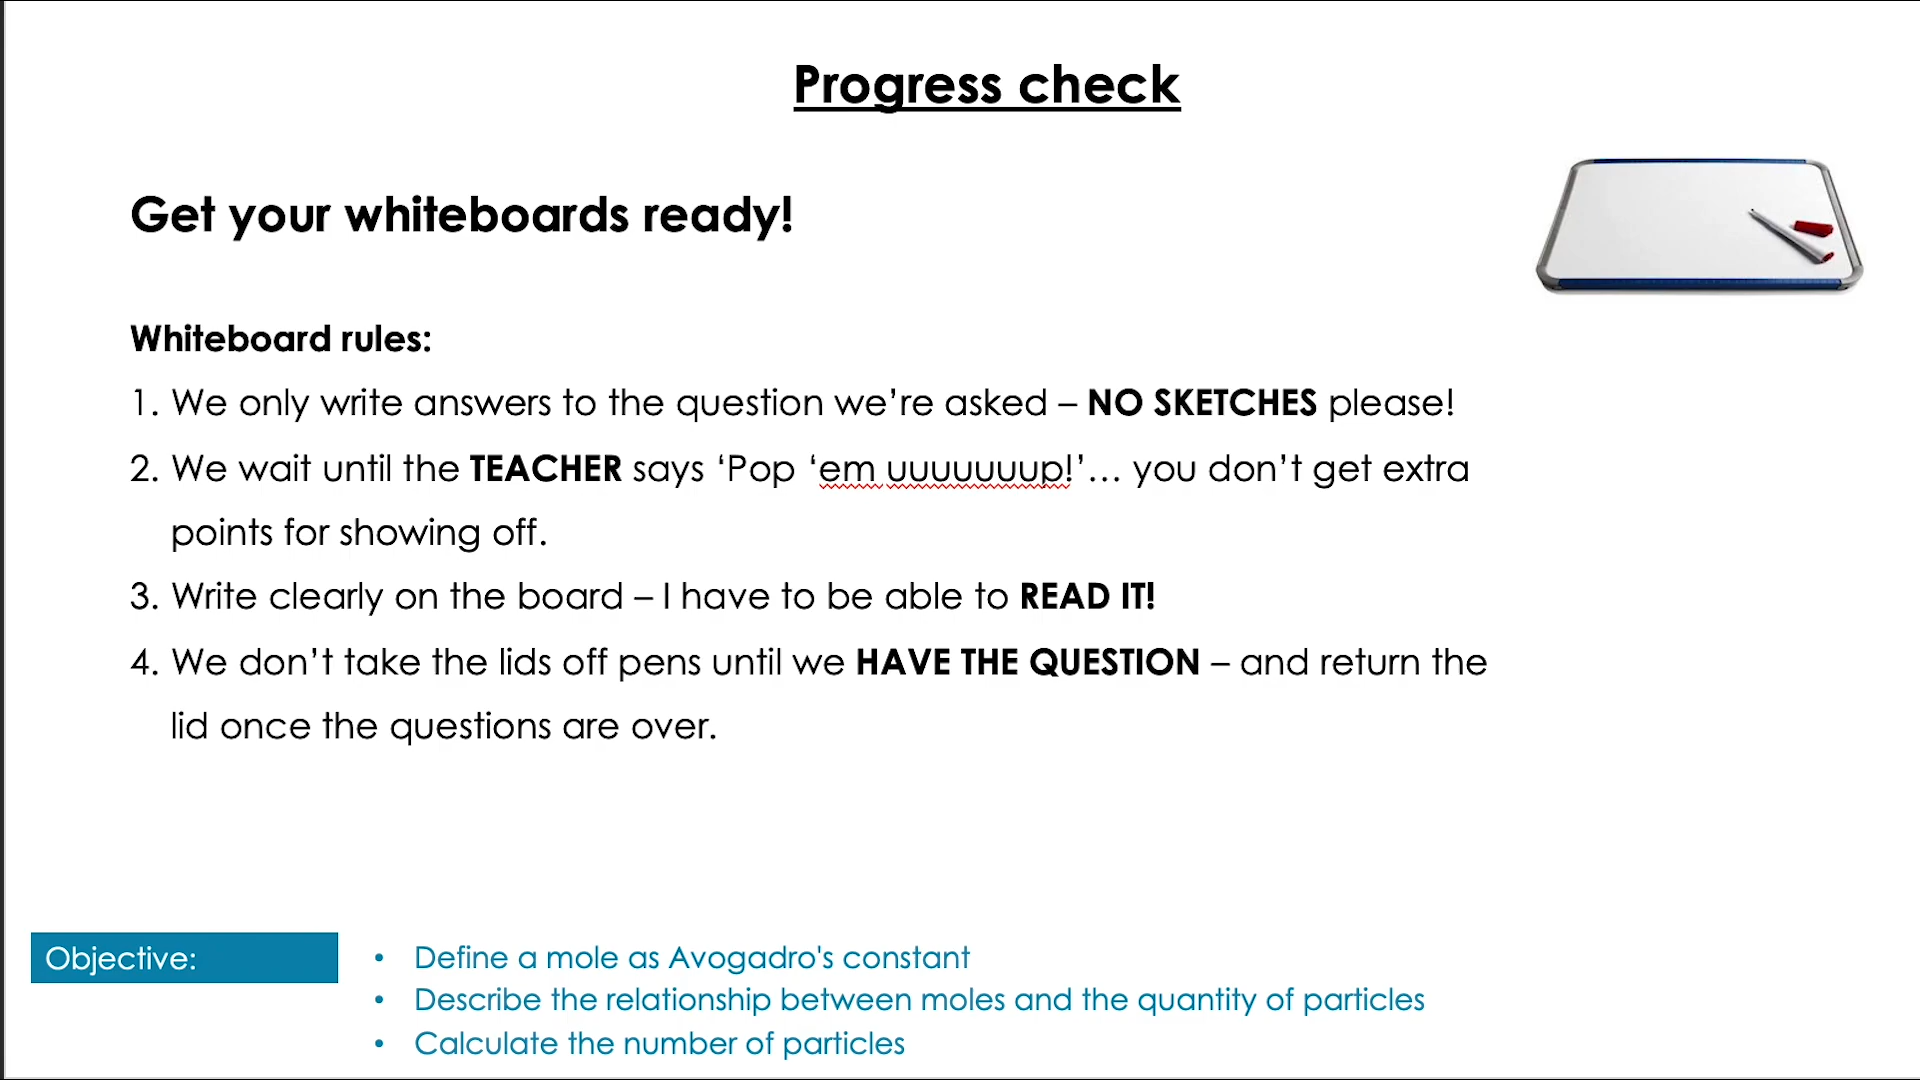 Progress check
Get your whiteboards ready!
Whiteboard rules:
1. We only write answers to the question we’re asked – NO SKETCHES please!
2. We wait until the TEACHER says ‘Pop ‘em uuuuuuup!’… you don’t get extra
points for showing off.
3. Write clearly on the board – I have to be able to READ IT!
4. We don’t take the lids off pens until we HAVE THE QUESTION – and return the
lid once the questions are over.
Objective:
• Define a mole as Avogadro's constant
• Describe the relationship between moles and the quantity of particles
• Calculate the number of particles